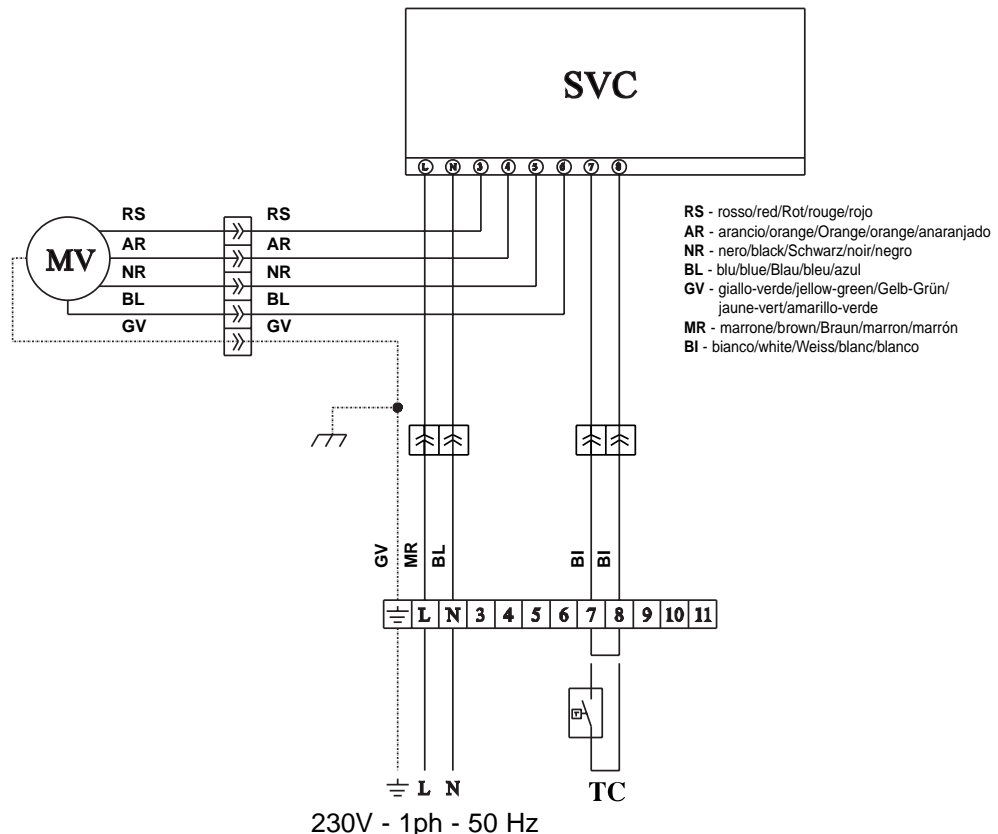 SVC
L N 3 4 5 6 7 8
RS RS
AR AR
MV
NR NR
BL BL
GV GV
RS - rosso/red/Rot/rouge/rojo
AR - arancio/orange/Orange/orange/anaranjado
NR - nero/black/Schwarz/noir/negro
BL - blu/blue/Blau/bleu/azul
GV - giallo-verde/jellow-green/Gelb-Grün/
jaune-vert/amarillo-verde
MR - marrone/brown/Braun/marron/marrón
BI - bianco/white/Weiss/blanc/blanco
GV MR BL BI BI
L N 3 4 5 6 7 8 9 10 11
T
L N TC
230V - 1ph - 50 Hz